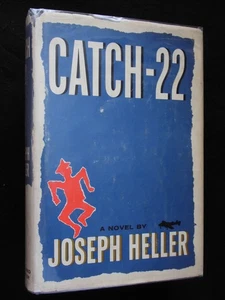 CATCH-22
A NOVEL BY
JOSEPH HELLER